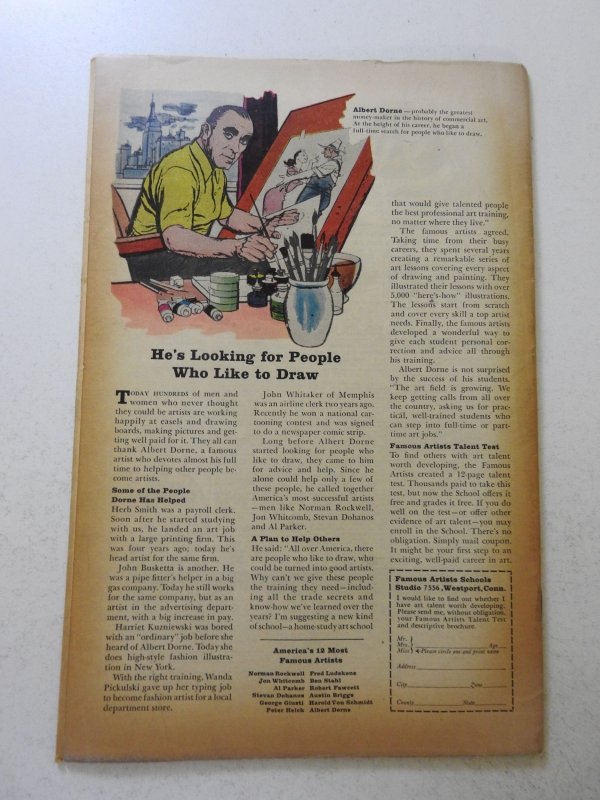 Albert Dorne—probably the greatest
money-maker in the history of commercial art.
At the height of his career, he began a
full-time search for people who like to draw.
He's Looking for People
Who Like to Draw
TODAY HUNDREDS of men and
women who never thought
they could be artists are working
happily at easels and drawing
boards, making pictures and get-
ting well paid for it. They all can
thank Albert Dorne, a famous
artist who devotes almost his full
time to helping other people be-
come artists.
Some of the People
Dorne Has Helped
Herb Smith was a payroll clerk.
Soon after he started studying
with us, he landed an art job
with a large printing firm. This
was four years ago; today he's
head artist for the same firm.
John Busketta is another. He
was a pipe fitter's helper in a big
gas company. Today he still works
for the same company, but as an
artist in the advertising depart-
ment, with a big increase in pay.
Harriet Kuzniewski was bored
with an "ordinary" job before she
heard of Albert Dorne. Today she
does high-style fashion illustra-
tion in New York.
With the right training, Wanda
Pickulski gave up her typing job
to become fashion artist for a local
department store.
John Whitaker of Memphis
was an airline clerk two years ago.
Recently he won a national car-
tooning contest and was signed
to do a newspaper comic strip.
Long before Albert Dorne
started looking for people who
like to draw, they came to him
for advice and help. Since he
alone could help only a few of
these people, he called together
America's most successful artists
—men like Norman Rockwell,
Jon Whitcomb, Stevan Dohanos
and Al Parker.
A Plan to Help Others
He said: "All over America, there
are people who like to draw, who
could be turned into good artists.
Why can't we give these people
the training they need—includ-
ing all the trade secrets and
know-how we've learned over the
years? I'm suggesting a new kind
of school—a home-study art school
America's 12 Most
Famous Artists
Norman Rockwell Fred Ludekens
Jon Whitcomb Ben Stahl
Al Parker Robert Fawcett
Stevan Dohanos Austin Briggs
George Giusti Harold Von Schmidt
Peter Helck Albert Dorne
that would give talented people
the best professional art training,
no matter where they live."
The famous artists agreed.
Taking time from their busy
careers, they spent several years
creating a remarkable series of
art lessons covering every aspect
of drawing and painting. They
illustrated their lessons with over
5,000 "here's-how" illustrations.
The lessons start from scratch
and cover every skill a top artist
needs. Finally, the famous artists
developed a wonderful way to
give each student personal cor-
rection and advice all through
his training.
Albert Dorne is not surprised
by the success of his students.
"The art field is growing. We
keep getting calls from all over
the country, asking us for prac-
tical, well-trained students who
can step into full-time or part-
time art jobs."
Famous Artists Talent Test
To find others with art talent
worth developing, the Famous
Artists created a 12-page talent
test. Thousands paid to take this
test, but now the School offers it
free and grades it free. If you do
well on the test—or offer other
evidence of art talent—you may
enroll in the School. There's no
obligation. Simply mail coupon.
It might be your first step to an
exciting, well-paid career in art.
Famous Artists Schools
Studio 7536, Westport, Conn.
I would like to find out whether I
have art talent worth developing.
Please send me, without obligation,
your Famous Artists Talent Test
and descriptive brochure.
Mr.
Mrs. Age
Miss Please circle one and print name
Address
City Zone
County State